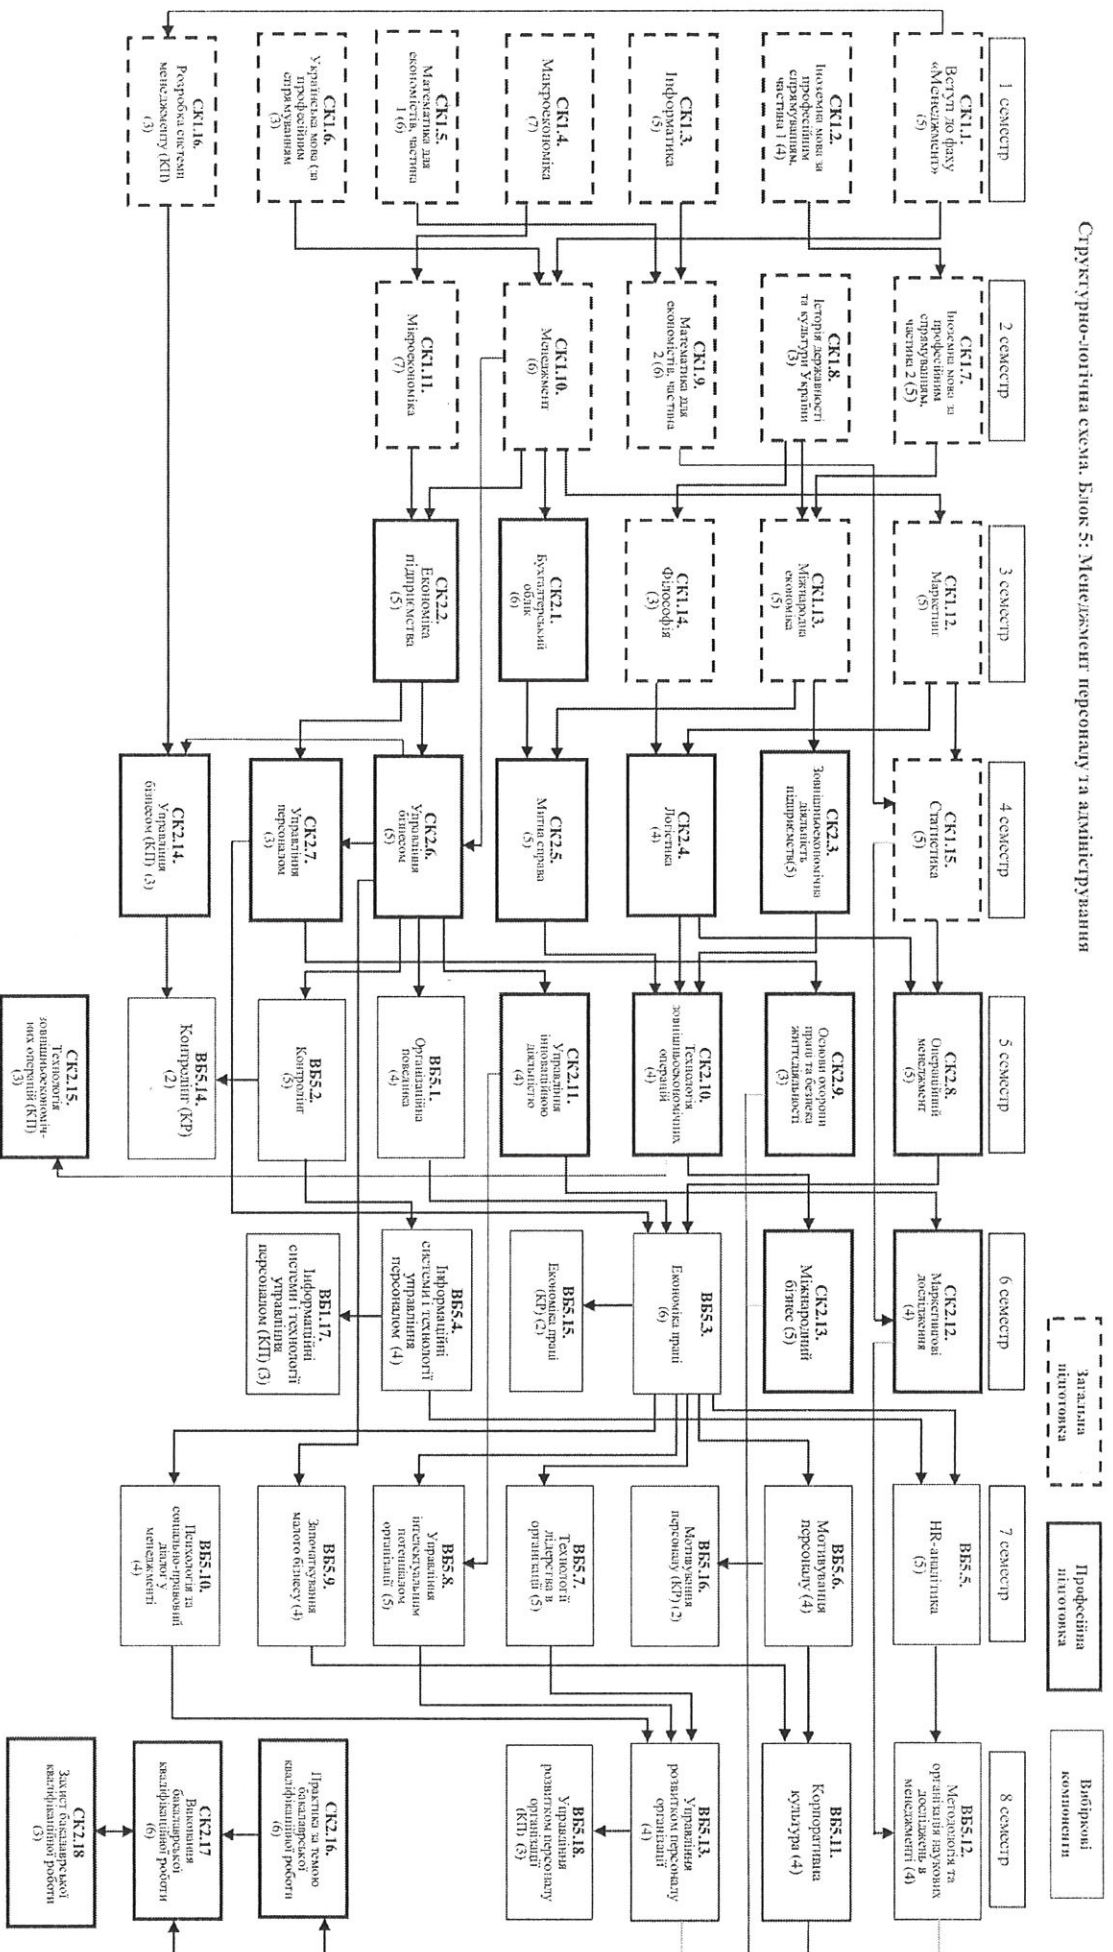 Структурно-логічна схема. Блок 5: Менеджмент персоналу та адміністрування
Загальна
підготовка
Професійна
підготовка
Вибіркові
компоненти
1 семестр
СК1.1.
Вступ до фаху
«Менеджмент»
(5)
СК1.2.
Іноземна мова за
професійним
спрямуванням,
частина 1 (4)
СК1.3.
Інформатика
(5)
СК1.4.
Макроекономіка
(7)
СК1.5.
Математика для
економістів, частина
1 (6)
СК1.6.
Українська мова (за
професійним
спрямуванням
(3)
СК1.16.
Розробка системи
менеджменту (КП)
(3)
2 семестр
СК1.7.
Іноземна мова за
професійним
спрямуванням,
частина 2 (5)
СК1.8.
Історія державності
та культури України
(3)
СК1.9.
Математика для
економістів, частина
2 (6)
СК1.10.
Менеджмент
(6)
СК1.11.
Мікроекономіка
(7)
3 семестр
СК1.12.
Маркетинг
(5)
СК1.13.
Міжнародна
економіка
(5)
СК1.14.
Філософія
(3)
СК2.1.
Бухгалтерський
облік
(6)
СК2.2.
Економіка
підприємства
(5)
4 семестр
СК1.15.
Статистика
(5)
СК2.3.
Зовнішньоекономічна
діяльність
підприємств(5)
СК2.4.
Логістика
(4)
СК2.5.
Митна справа
(5)
СК2.6.
Управління
бізнесом
(5)
СК2.7.
Управління
персоналом
(3)
СК2.14.
Управління
бізнесом (КП) (3)
5 семестр
СК2.8.
Операційний
менеджмент
(5)
СК2.9.
Основи охорони
праці та безпека
життєдіяльності
(3)
СК2.10.
Технологія
зовнішньоекономічних
операцій
(4)
СК2.11.
Управління
інноваційною
діяльністю
(4)
ВБ5.1.
Організаційна
поведінка
(4)
ВБ5.2.
Контролінг
(5)
ВБ5.14.
Контролінг (КР)
(2)
СК2.15.
Технологія
зовнішньоекономіч-
них операцій (КП)
(3)
6 семестр
СК2.12.
Маркетингові
дослідження
(4)
СК2.13.
Міжнародний
бізнес (5)
ВБ5.3.
Економіка праці
(6)
ВБ5.15.
Економіка праці
(КР) (2)
ВБ5.4.
Інформаційні
системи і технології
управління
персоналом (4)
ВБ1.17.
Інформаційні
системи і технології
управління
персоналом (КП) (3)
7 семестр
ВБ5.5.
HR-аналітика
(5)
ВБ5.6.
Мотивування
персоналу (4)
ВБ5.16.
Мотивування
персоналу (КР) (2)
ВБ5.7.
Технології
лідерства в
організації (5)
ВБ5.8.
Управління
інтелектуальним
потенціалом
організації (5)
ВБ5.9.
Започаткування
малого бізнесу (4)
ВБ5.10.
Психологія та
соціально-правовий
діалог у
менеджменті
(4)
8 семестр
ВБ5.12.
Методологія та
організація наукових
досліджень в
менеджменті (4)
ВБ5.11.
Корпоративна
культура (4)
ВБ5.13.
Управління
розвитком персоналу
організації
(4)
ВБ5.18.
Управління
розвитком персоналу
організації
(КП) (3)
СК2.16.
Практика за темою
бакалаврської
кваліфікаційної роботи
(6)
СК2.17
Виконання
бакалаврської
кваліфікаційної роботи
(6)
СК2.18
Захист бакалаврської
кваліфікаційної роботи
(3)